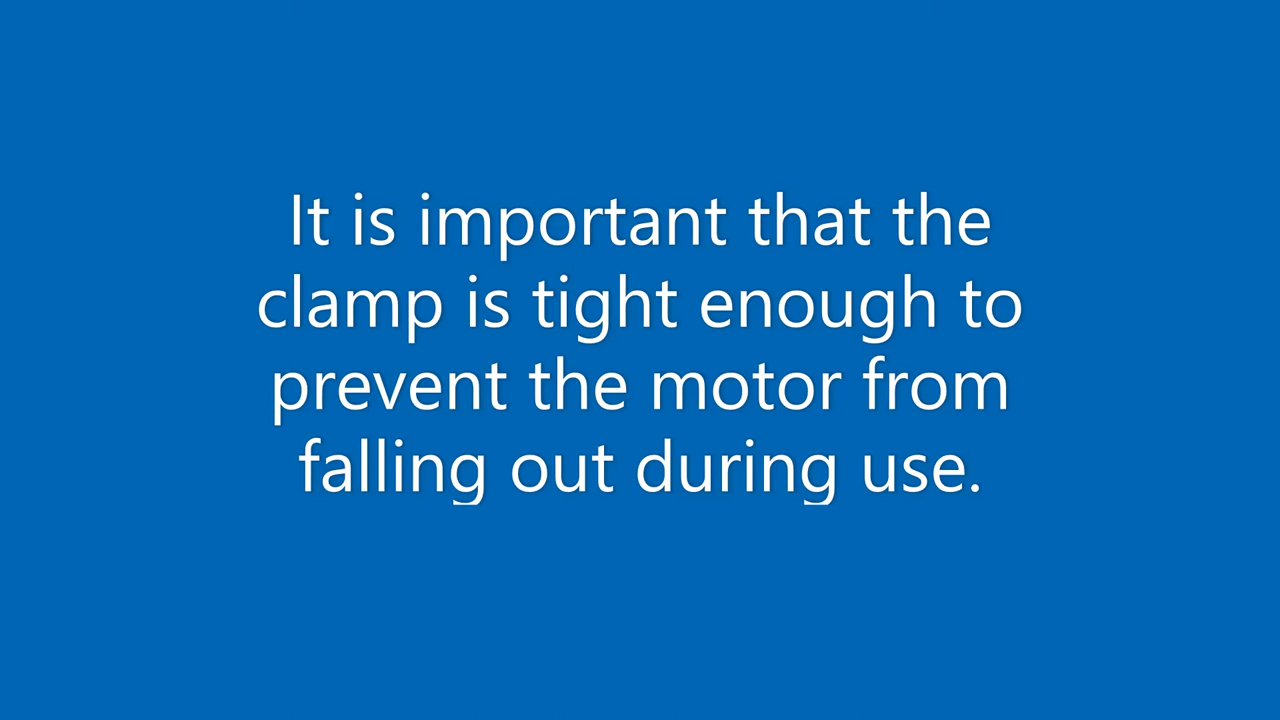 It is important that the
clamp is tight enough to
prevent the motor from
falling out during use.